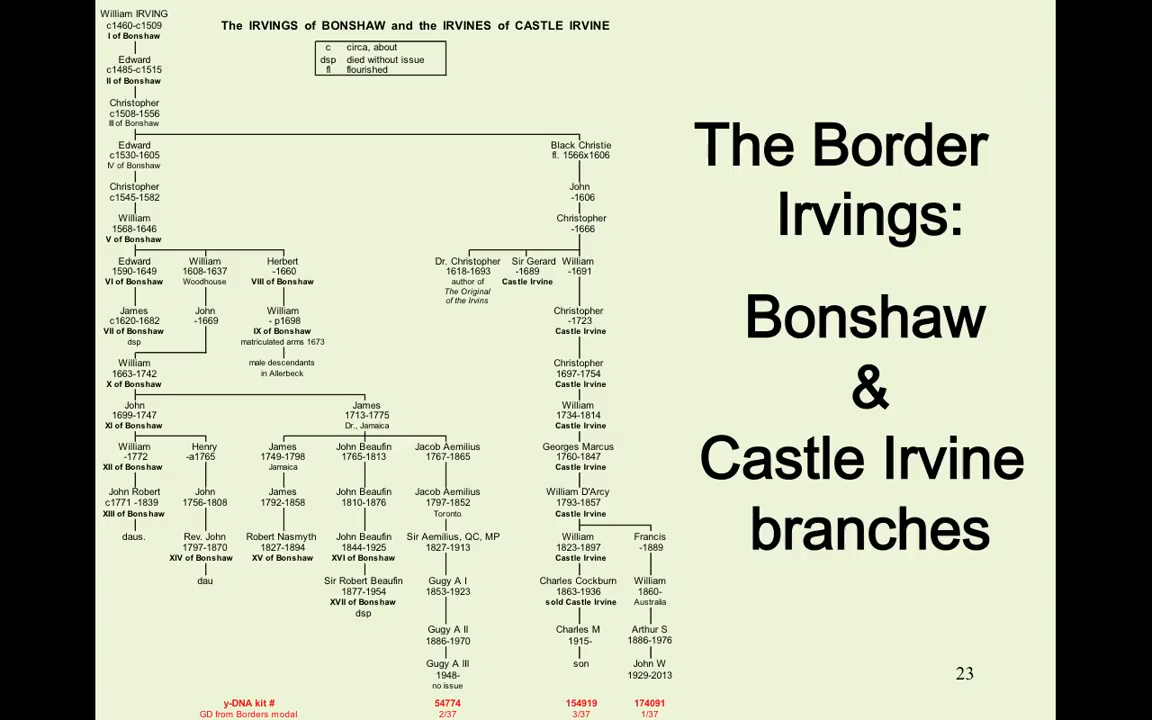 William IRVING
c1460-c1509
I of Bonshaw
The IRVINGS of BONSHAW and the IRVINES of CASTLE IRVINE
c circa, about
dsp died without issue
fl flourished
Edward
c1485-c1515
II of Bonshaw
Christopher
c1508-1556
III of Bonshaw
Edward
c1530-1605
IV of Bonshaw
Black Christie
fl. 1566x1606
Christopher
c1545-1582
John
-1606
William
1568-1646
V of Bonshaw
Christopher
-1666
Edward
1590-1649
VI of Bonshaw
William
1608-1637
Woodhouse
Herbert
-1660
VIII of Bonshaw
Dr. Christopher
1618-1693
author of
The Original
of the Irvins
Sir Gerard
-1689
Castle Irvine
William
-1691
James
c1620-1682
VII of Bonshaw
dsp
John
-1669
William
- p1698
IX of Bonshaw
matriculated arms 1673
male descendants
in Allerbeck
Christopher
-1723
Castle Irvine
William
1663-1742
X of Bonshaw
Christopher
1697-1754
Castle Irvine
John
1699-1747
XI of Bonshaw
James
1713-1775
Dr., Jamaica
William
1734-1814
Castle Irvine
William
-1772
XII of Bonshaw
Henry
-a1765
James
1749-1798
Jamaica
John Beaufin
1765-1813
Jacob Aemilius
1767-1865
Georges Marcus
1760-1847
Castle Irvine
John Robert
c1771 -1839
XIII of Bonshaw
John
1756-1808
James
1792-1858
John Beaufin
1810-1876
Jacob Aemilius
1797-1852
Toronto
William D'Arcy
1793-1857
Castle Irvine
daus.
Rev. John
1797-1870
XIV of Bonshaw
Robert Nasmyth
1827-1894
XV of Bonshaw
John Beaufin
1844-1925
XVI of Bonshaw
Sir Aemilius, QC, MP
1827-1913
William
1823-1897
Castle Irvine
Francis
-1889
dau
Sir Robert Beaufin
1877-1954
XVII of Bonshaw
dsp
Gugy A I
1853-1923
Charles Cockburn
1863-1936
sold Castle Irvine
William
1860-
Australia
Gugy A II
1886-1970
Charles M
1915-
Arthur S
1886-1976
Gugy A III
1948-
no issue
son
John W
1929-2013
y-DNA kit # 54774 154919 174091
GD from Borders modal 2/37 3/37 1/37
The Border
Irvings:
Bonshaw
&
Castle Irvine
branches
23